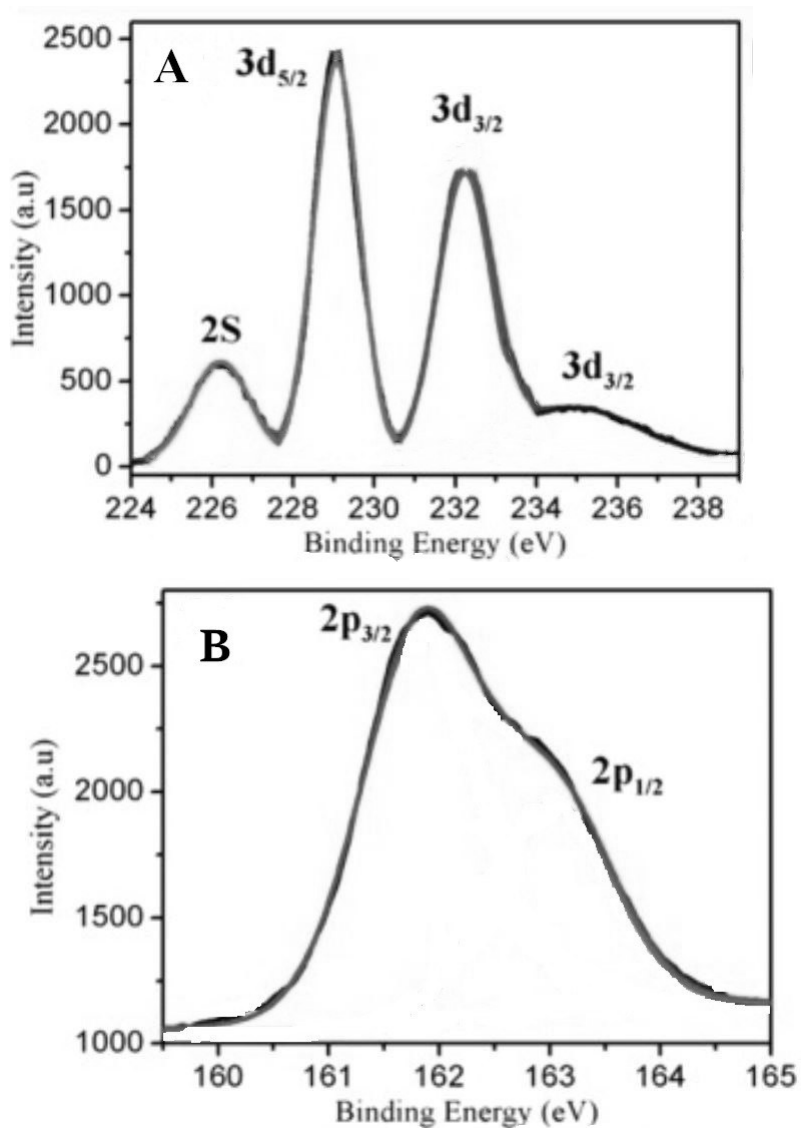 2500
2000
1500
1000
500
0
Intensity (a.u)
A
3d5/2
3d3/2
2S
3d3/2
224 226 228 230 232 234 236 238
Binding Energy (eV)
2500
2000
1500
1000
Intensity (a.u)
B
2p3/2
2p1/2
160 161 162 163 164 165
Binding Energy (eV)